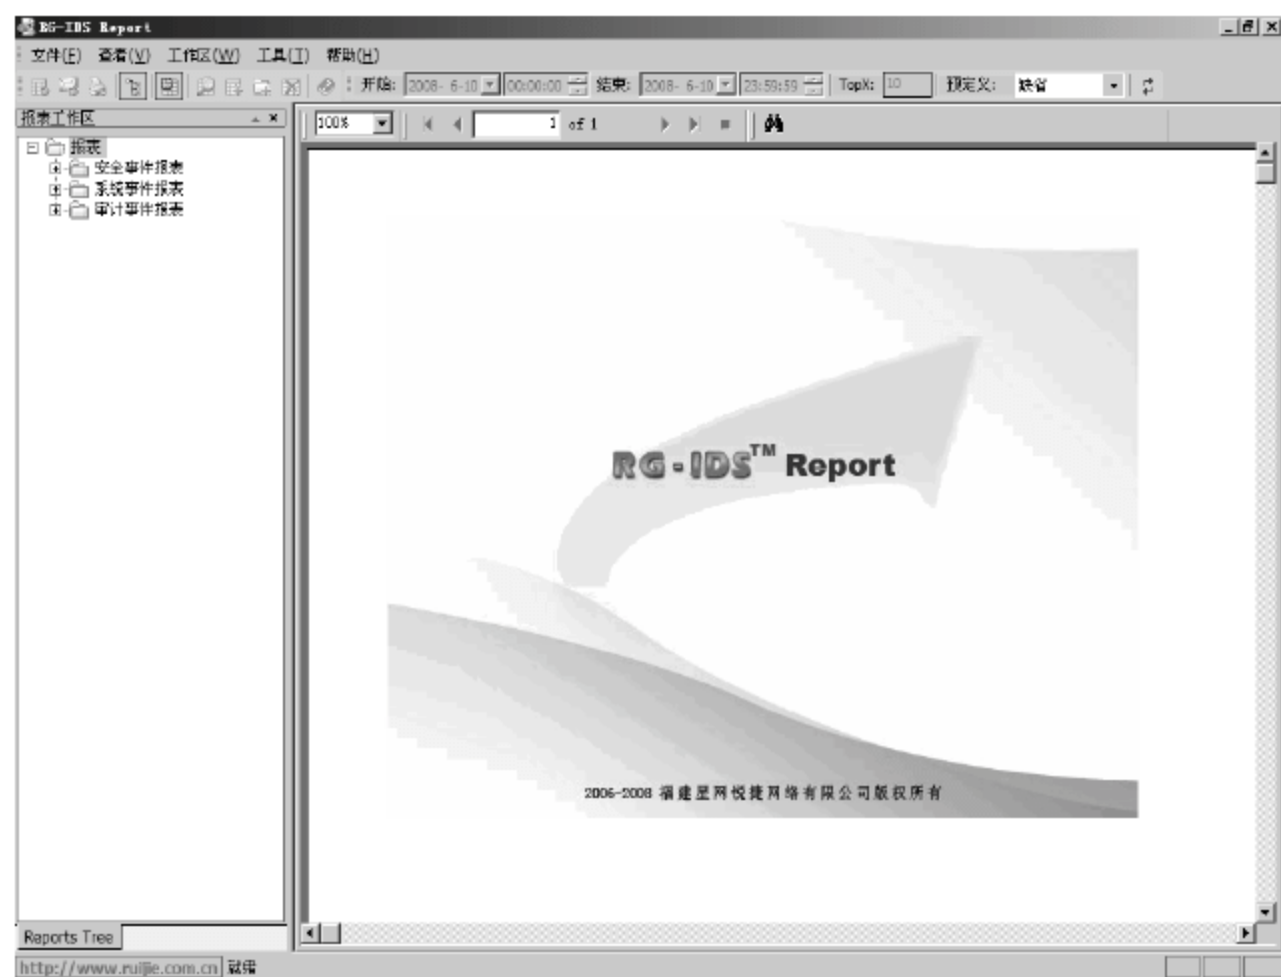 RG-IDS Report
文件(F) 查看(V) 工作区(W) 工具(T) 帮助(H)
开始: 2008- 6-10 00:00:00 结束: 2008- 6-10 23:59:59 TopX: 10 预定义: 缺省
报表工作区
100% 1 of 1
报表
安全事件报表
系统事件报表
审计事件报表
RG-IDS™ Report
2006-2008 福建星网锐捷网络有限公司版权所有
Reports Tree
http://www.ruijie.com.cn 就绪